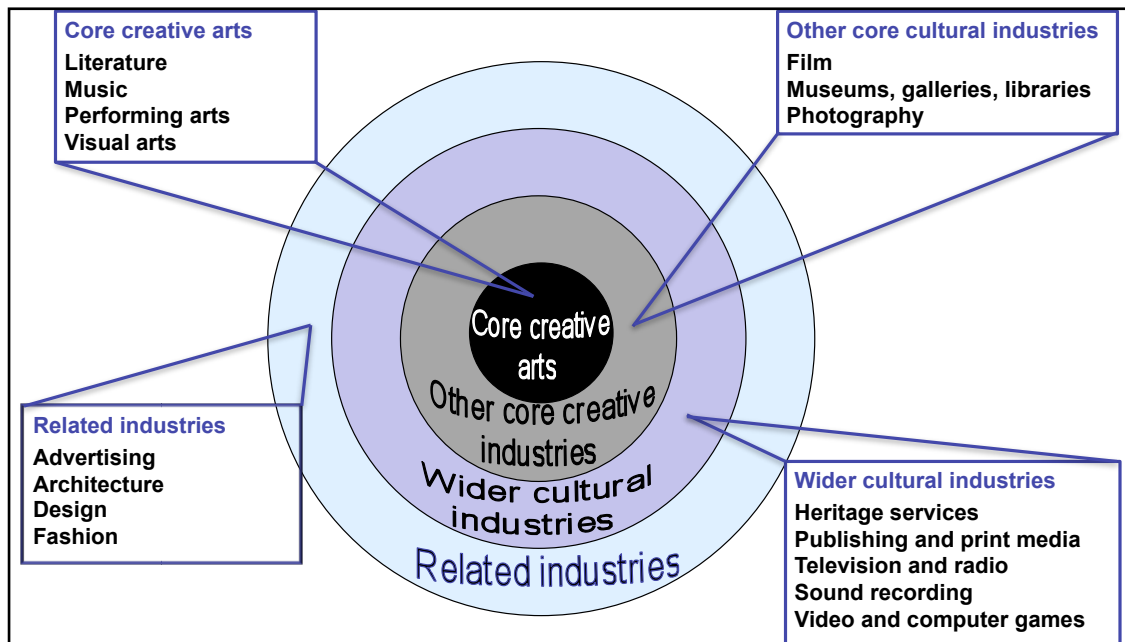 Core creative arts
Literature
Music
Performing arts
Visual arts
Other core cultural industries
Film
Museums, galleries, libraries
Photography
Core creative
arts
Other core creative
industries
Wider cultural
industries
Related industries
Related industries
Advertising
Architecture
Design
Fashion
Wider cultural industries
Heritage services
Publishing and print media
Television and radio
Sound recording
Video and computer games